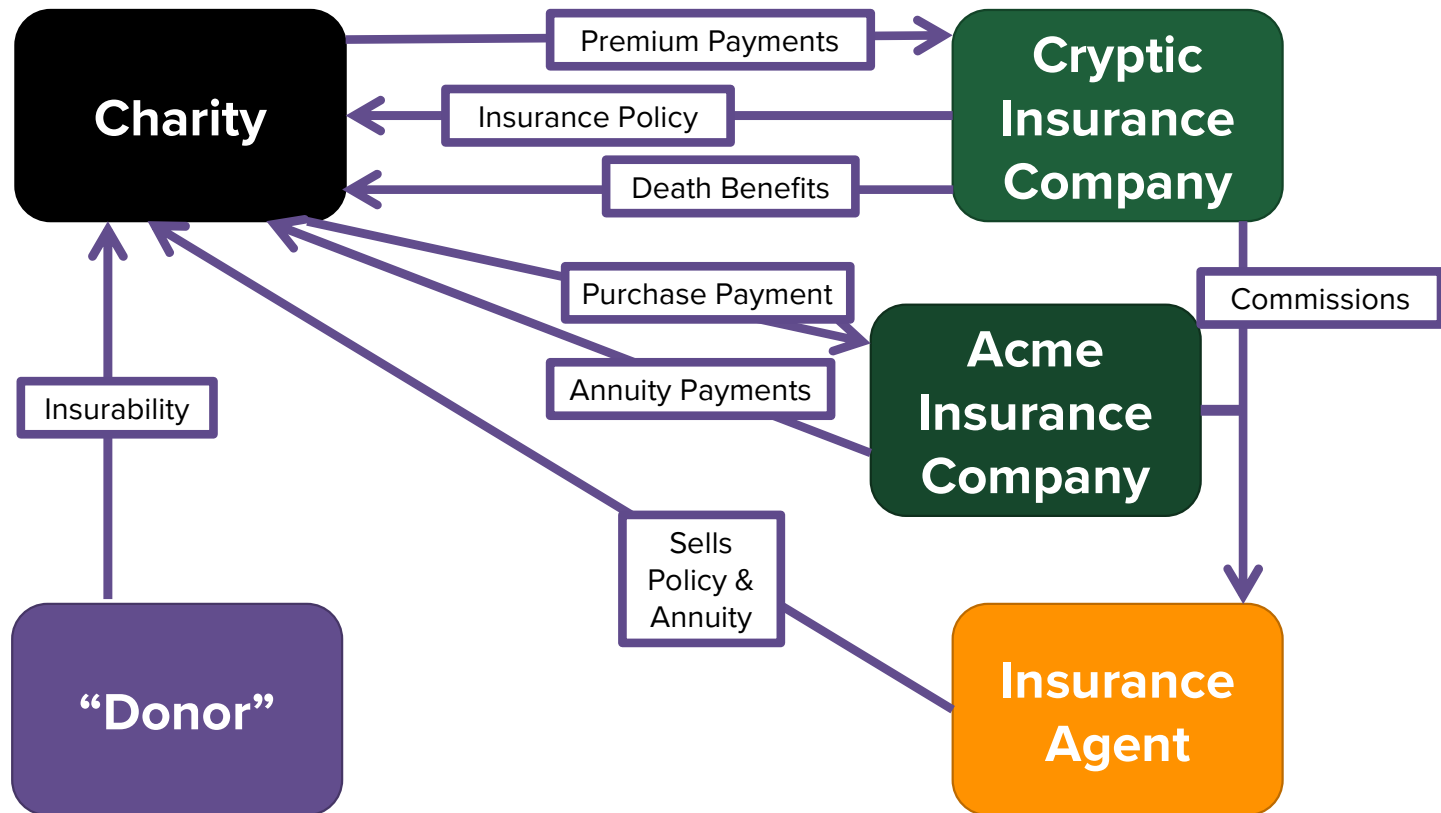 Premium Payments
Charity
Cryptic
Insurance
Company
Insurance Policy
Death Benefits
Purchase Payment
Commissions
Acme
Insurance
Company
Annuity Payments
Insurability
Sells
Policy &
Annuity
“Donor”
Insurance
Agent